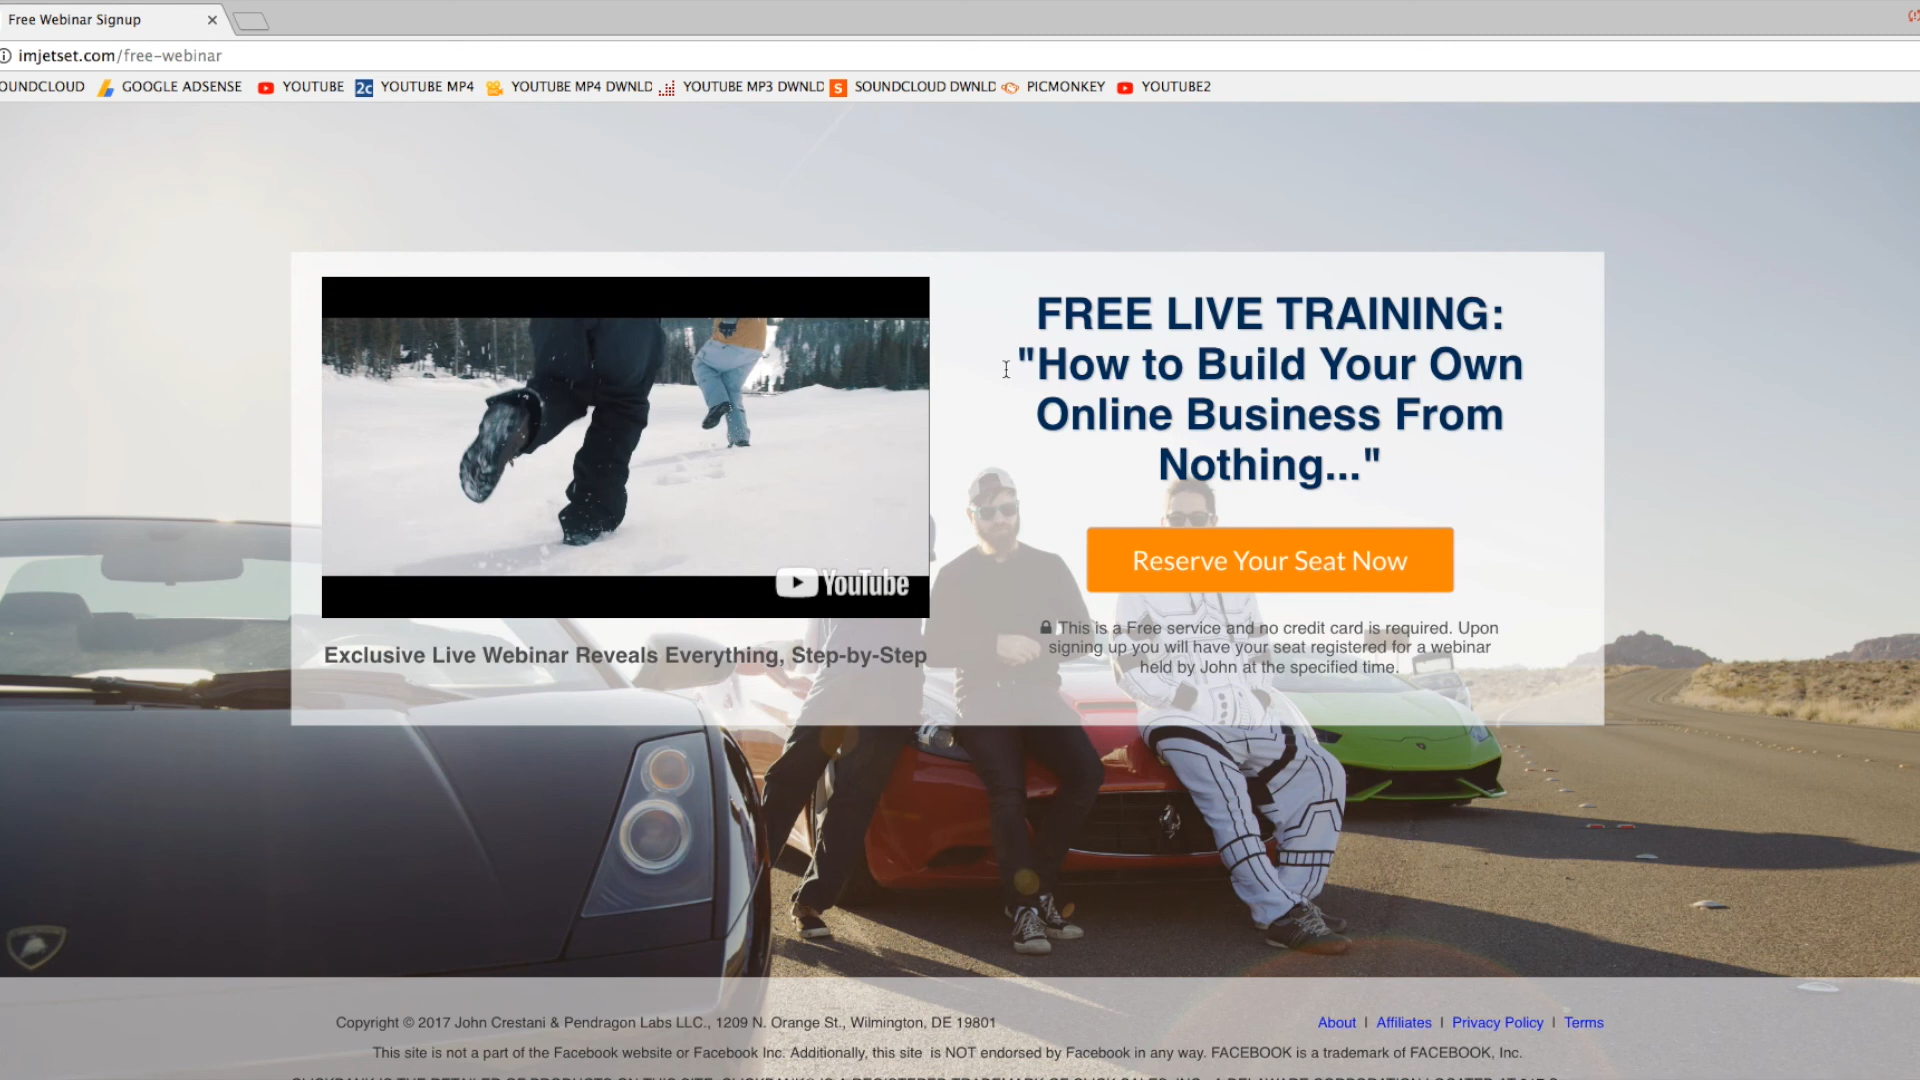 Free Webinar Signup
imjetset.com/free-webinar
OUNDCLOUD GOOGLE ADSENSE YOUTUBE 2c YOUTUBE MP4 YOUTUBE MP4 DWNLD YOUTUBE MP3 DWNLD S SOUNDCLOUD DWNLD PICMONKEY YOUTUBE2
FREE LIVE TRAINING:
"How to Build Your Own
Online Business From
Nothing..."
YouTube
Reserve Your Seat Now
This is a Free service and no credit card is required. Upon
signing up you will have your seat registered for a webinar
held by John at the specified time.
Exclusive Live Webinar Reveals Everything, Step-by-Step
Copyright © 2017 John Crestani & Pendragon Labs LLC., 1209 N. Orange St., Wilmington, DE 19801
About | Affiliates | Privacy Policy | Terms
This site is not a part of the Facebook website or Facebook Inc. Additionally, this site is NOT endorsed by Facebook in any way. FACEBOOK is a trademark of FACEBOOK, Inc.